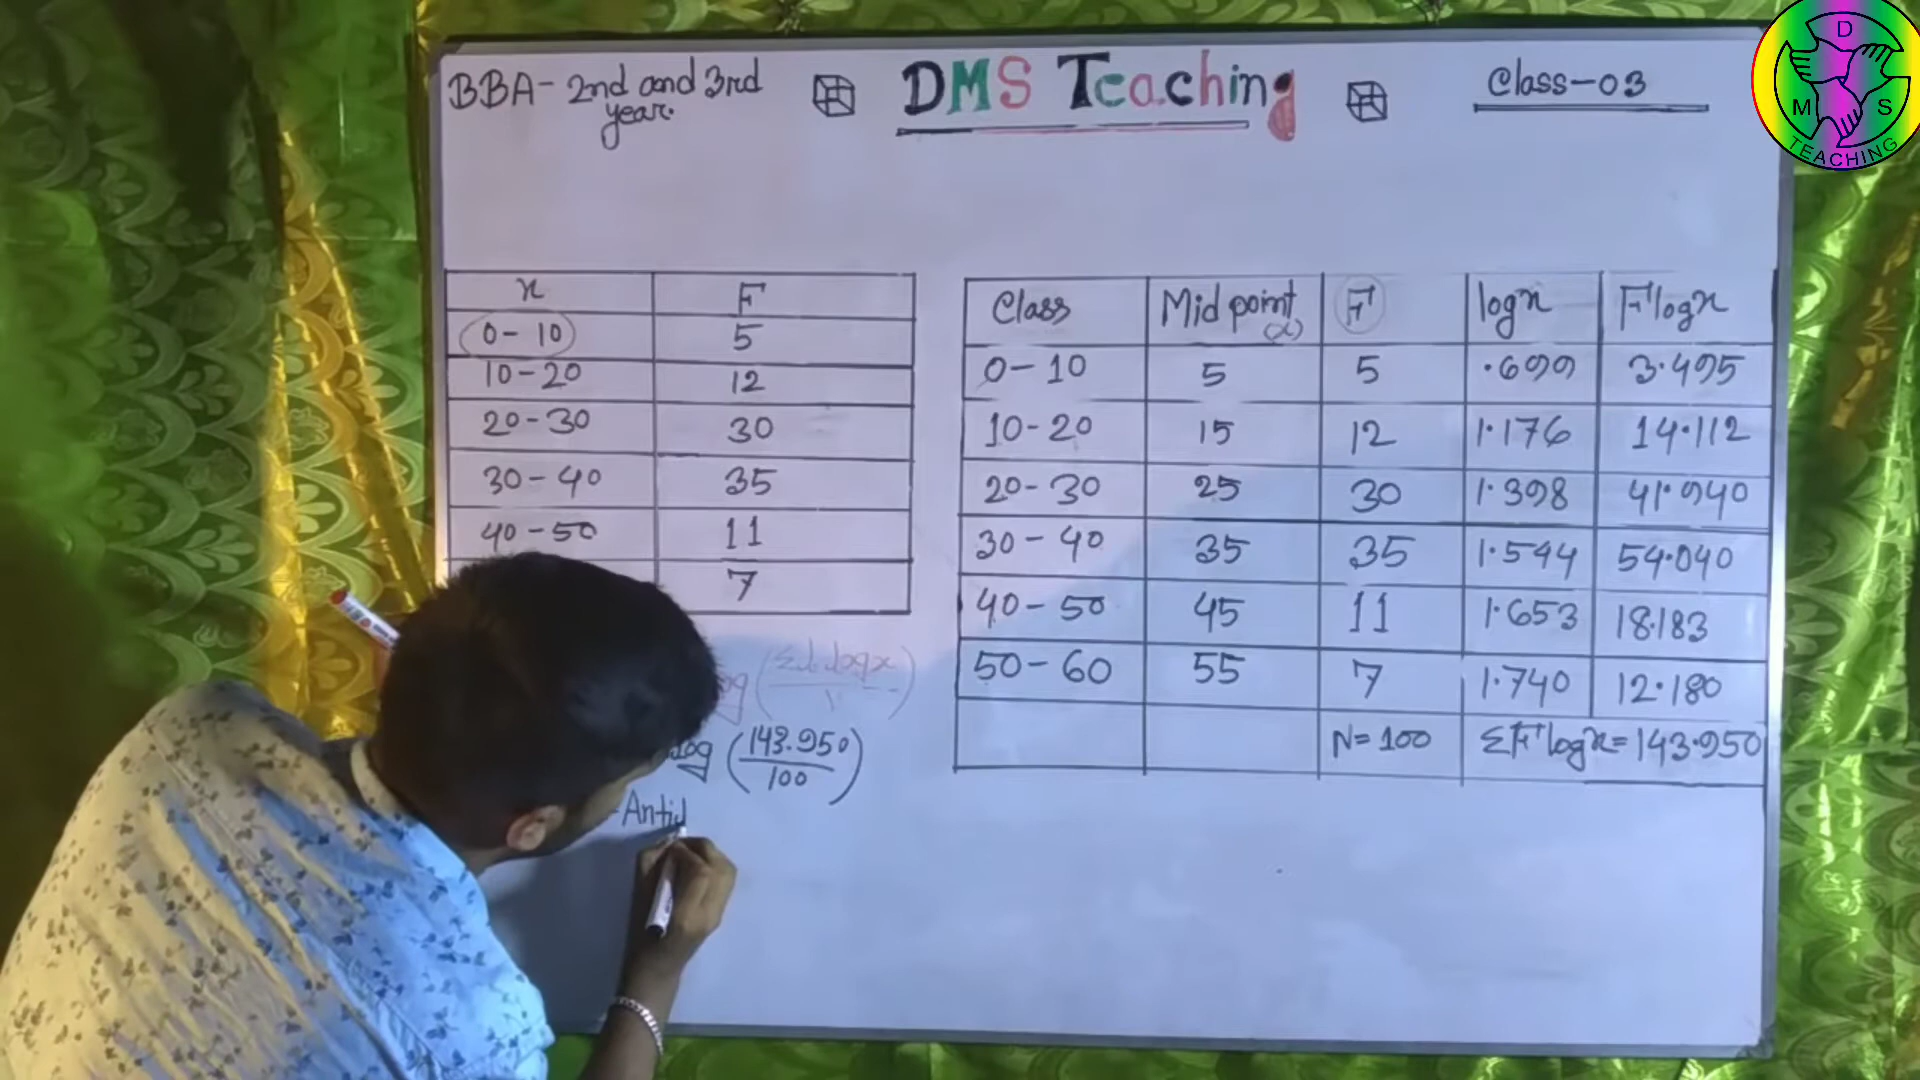 BBA- 2nd and 3rd year.
DMS Teaching
Class-03
D M S
TEACHING
x F
0-10 5
10-20 12
20-30 30
30-40 35
40-50 11
7
(Σf.logx / N)
log (143.950 / 100)
Antil
Class Mid point (x) F log x F log x
0-10 5 5 .699 3.495
10-20 15 12 1.176 14.112
20-30 25 30 1.398 41.940
30-40 35 35 1.544 54.040
40-50 45 11 1.653 18.183
50-60 55 7 1.740 12.180
N=100 ΣF log x=143.950